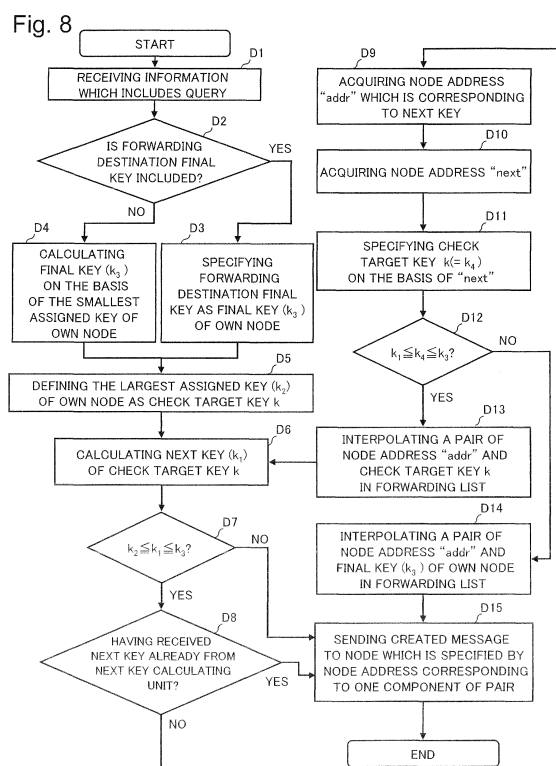 Fig. 8
START
D1
RECEIVING INFORMATION
WHICH INCLUDES QUERY
D2
IS FORWARDING
DESTINATION FINAL
KEY INCLUDED?
YES
NO
D4
CALCULATING
FINAL KEY (k₃)
ON THE BASIS
OF THE SMALLEST
ASSIGNED KEY OF
OWN NODE
D3
SPECIFYING
FORWARDING
DESTINATION FINAL
KEY AS FINAL KEY (k₃)
OF OWN NODE
D5
DEFINING THE LARGEST ASSIGNED KEY (k₂)
OF OWN NODE AS CHECK TARGET KEY k
D6
CALCULATING NEXT KEY (k₁)
OF CHECK TARGET KEY k
D7
k₂≦k₁≦k₃?
NO
YES
D8
HAVING RECEIVED
NEXT KEY ALREADY FROM
NEXT KEY CALCULATING
UNIT?
YES
NO
D9
ACQUIRING NODE ADDRESS
“addr” WHICH IS CORRESPONDING
TO NEXT KEY
D10
ACQUIRING NODE ADDRESS “next”
D11
SPECIFYING CHECK
TARGET KEY k(= k₄)
ON THE BASIS OF “next”
D12
k₁≦k₄≦k₃?
NO
YES
D13
INTERPOLATING A PAIR OF
NODE ADDRESS “addr” AND
CHECK TARGET KEY k
IN FORWARDING LIST
D14
INTERPOLATING A PAIR OF
NODE ADDRESS “addr” AND
FINAL KEY (k₃) OF OWN NODE
IN FORWARDING LIST
D15
SENDING CREATED MESSAGE
TO NODE WHICH IS SPECIFIED BY
NODE ADDRESS CORRESPONDING
TO ONE COMPONENT OF PAIR
END